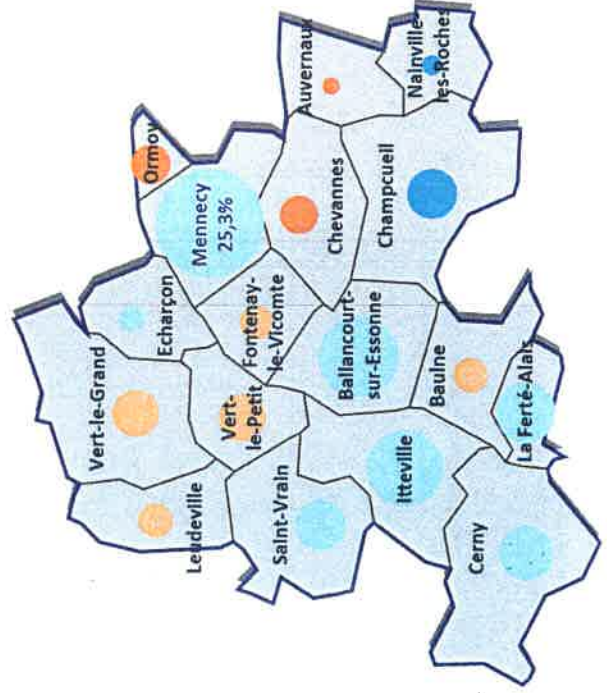 Vert-le-Grand
Leudeville
Echarçon
Ormoy
Mennecy
25,3%
Vert-
le-Petit
Fontenay-
le-Vicomte
Saint-Vrain
Auvernaux
Chevannes
Ballancourt-
sur-Essonne
Itteville
Champcueil
Nainville-
les-Roches
Baulne
Cerny
La Ferté-Alais